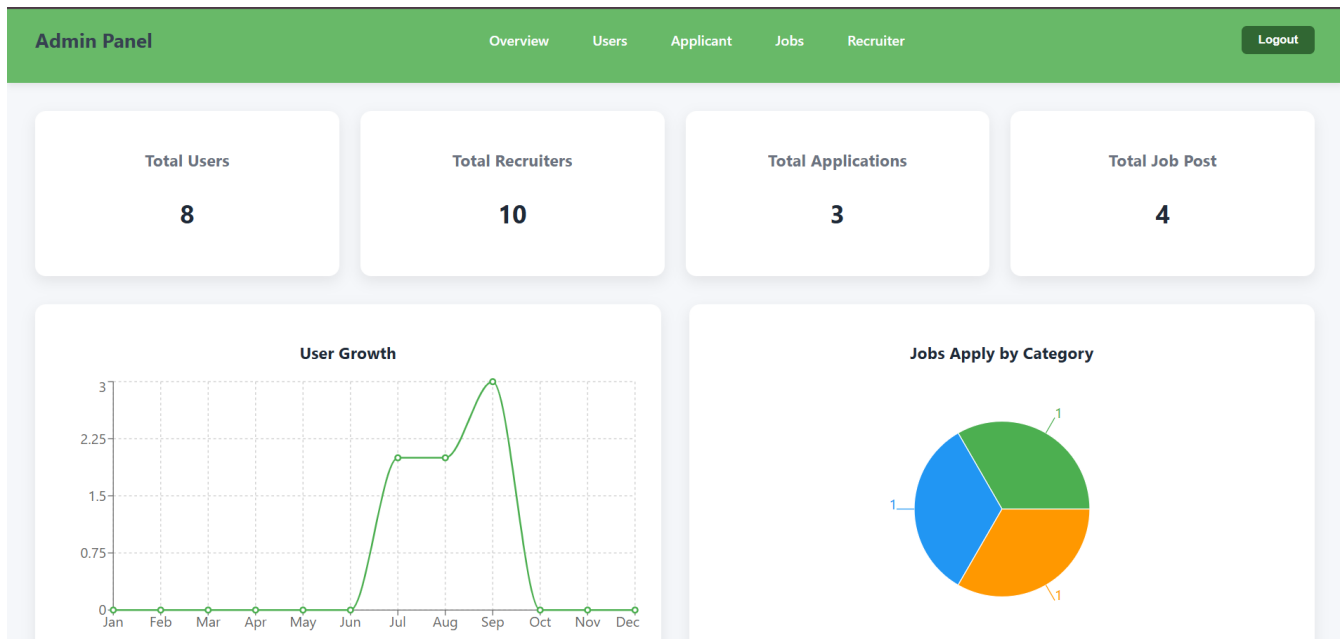 Admin Panel
Overview Users Applicant Jobs Recruiter
Logout
Total Users
8
Total Recruiters
10
Total Applications
3
Total Job Post
4
User Growth
3
2.25
1.5
0.75
0
Jan Feb Mar Apr May Jun Jul Aug Sep Oct Nov Dec
Jobs Apply by Category
1
1
1